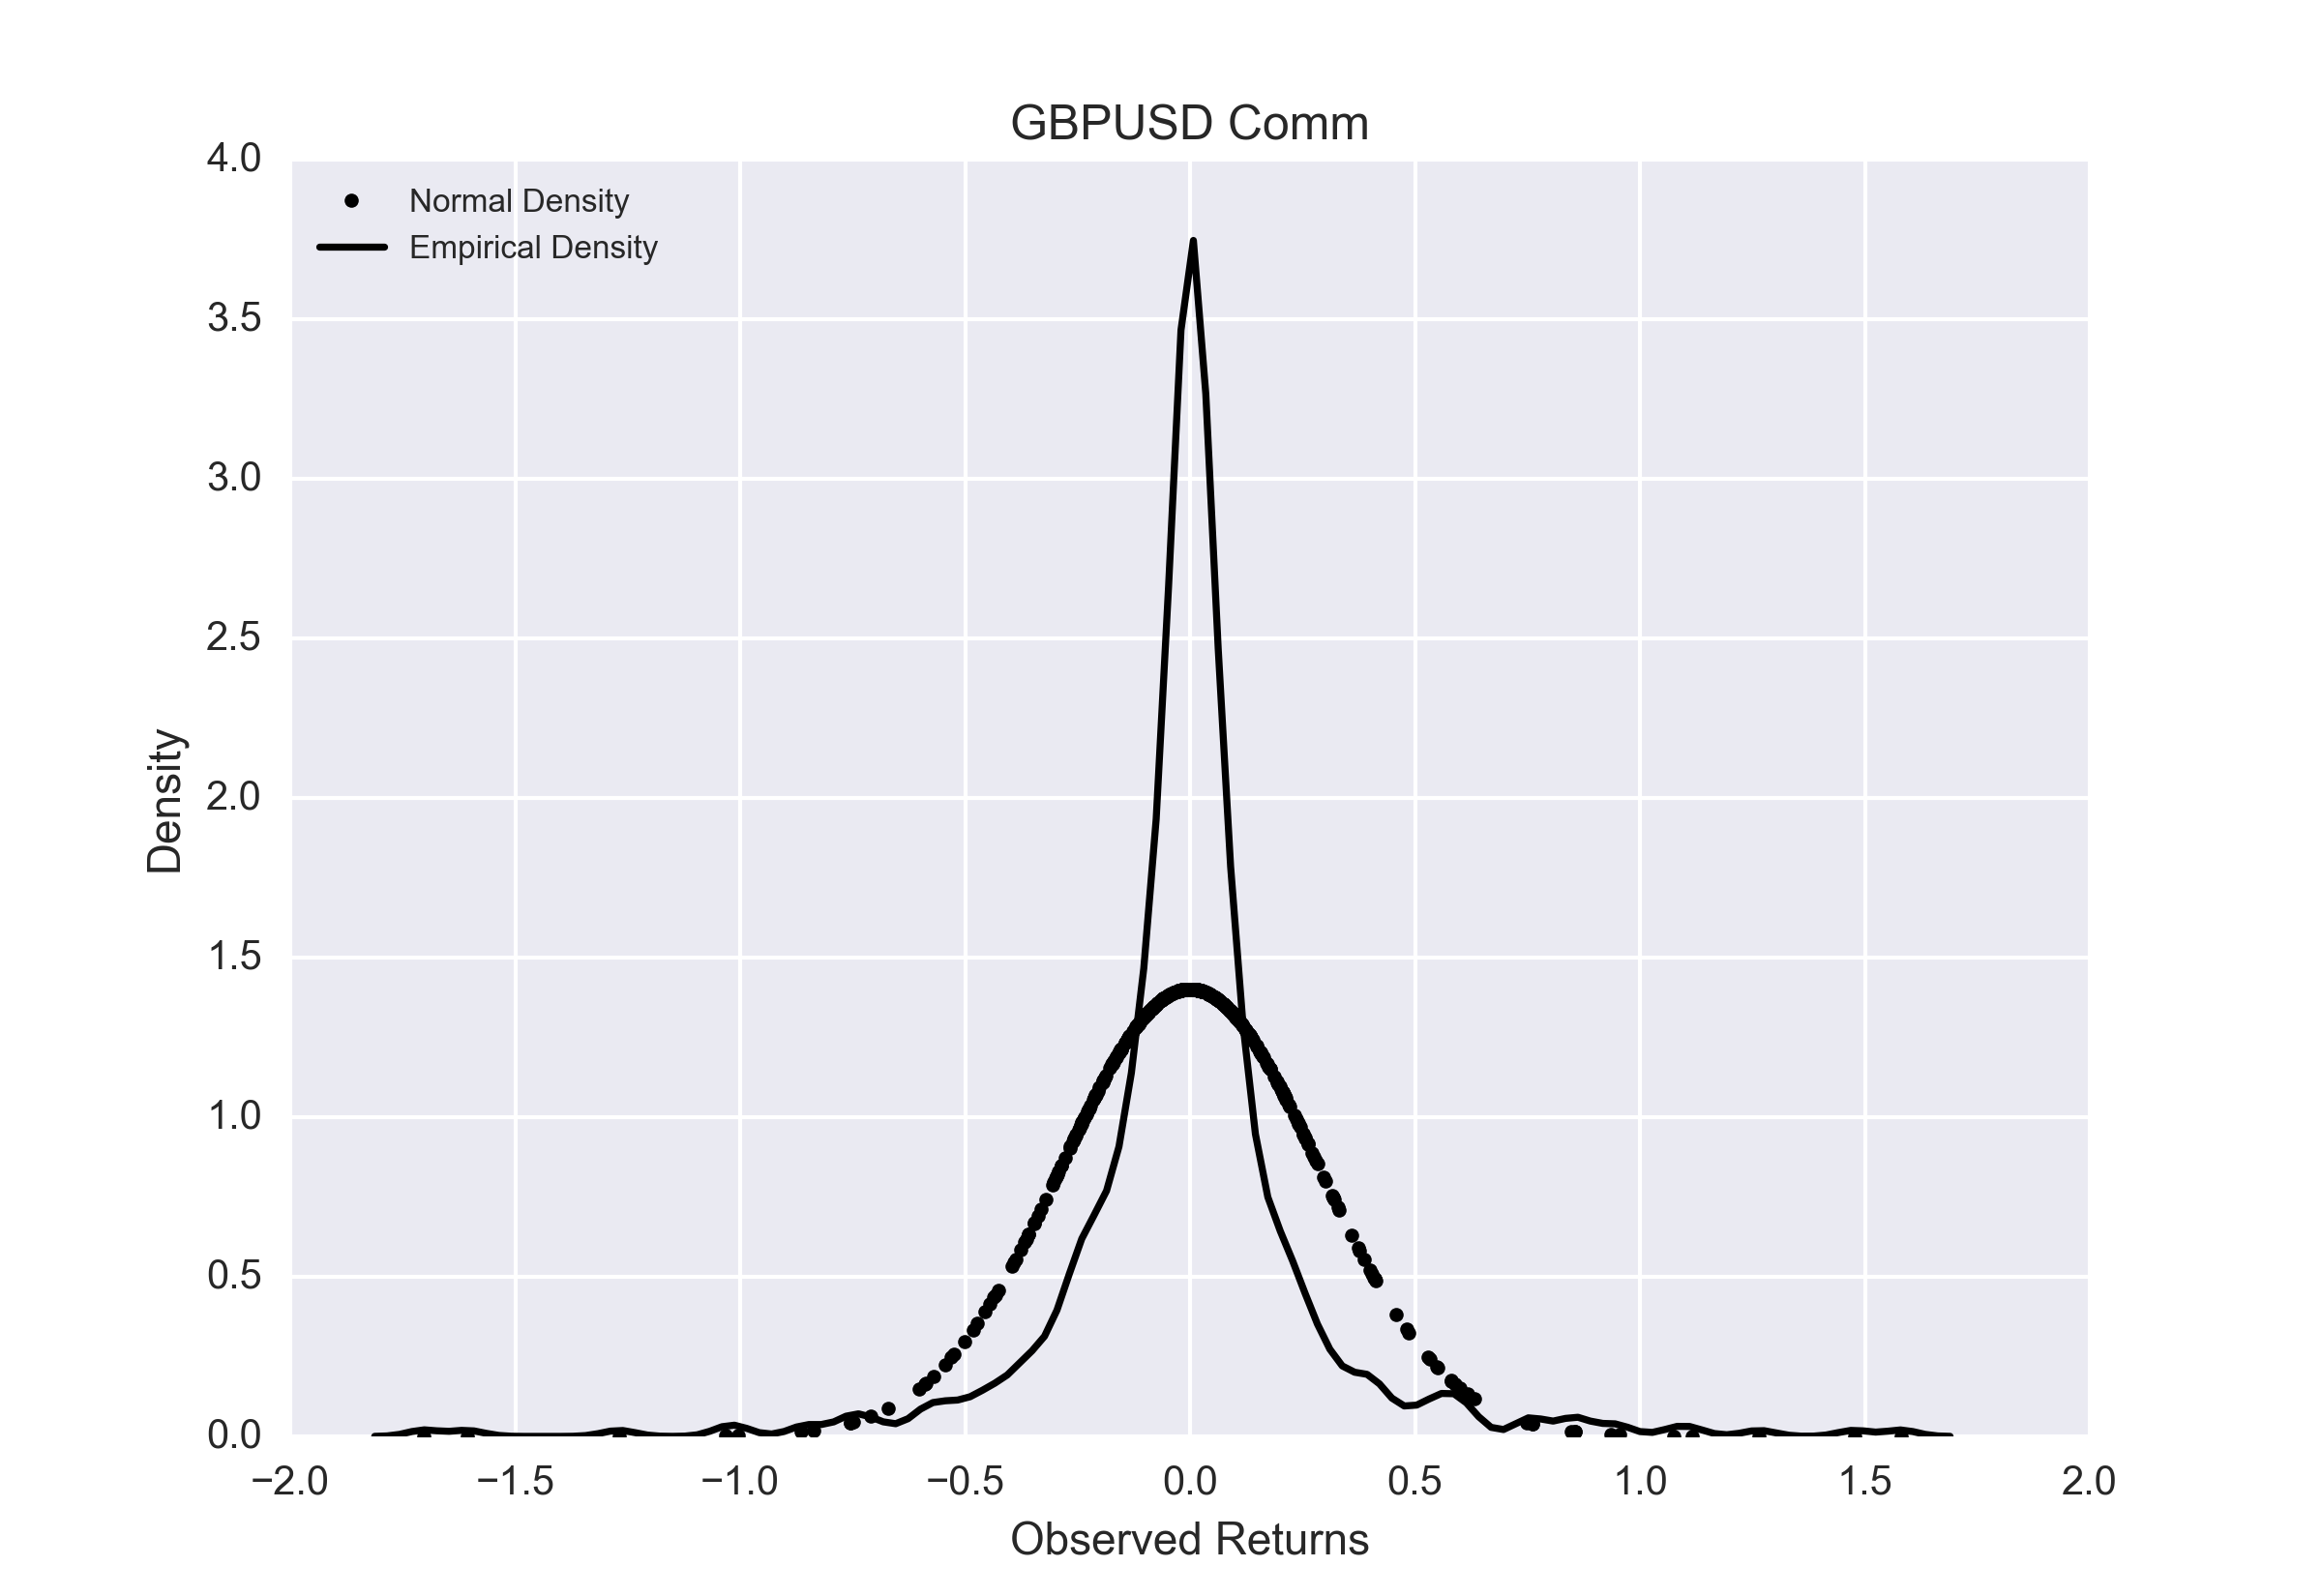 GBPUSD Comm
Normal Density
Empirical Density
4.0
3.5
3.0
2.5
2.0
1.5
1.0
0.5
0.0
Density
−2.0 −1.5 −1.0 −0.5 0.0 0.5 1.0 1.5 2.0
Observed Returns